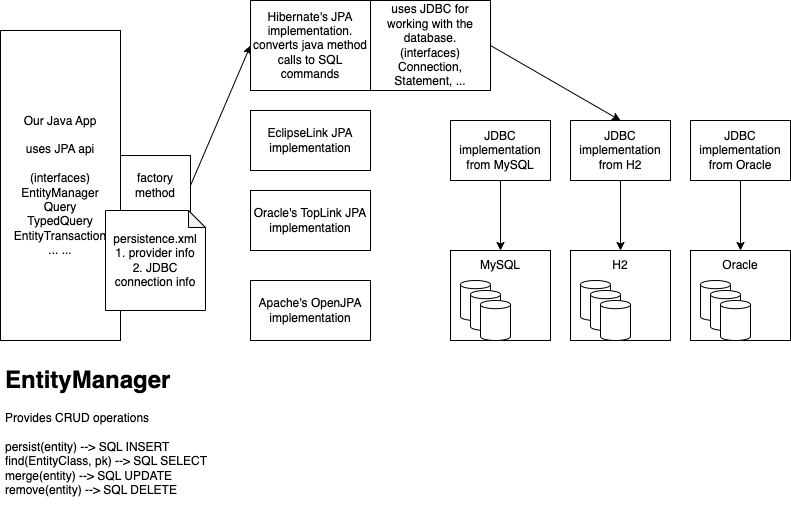 Our Java App
uses JPA api
(interfaces)
EntityManager
Query
TypedQuery
EntityTransaction
... ...
factory
method
persistence.xml
1. provider info
2. JDBC
connection info
Hibernate's JPA
implementation.
converts java method
calls to SQL
commands
uses JDBC for
working with the
database.
(interfaces)
Connection,
Statement, ...
EclipseLink JPA
implementation
Oracle's TopLink JPA
implementation
Apache's OpenJPA
implementation
JDBC
implementation
from MySQL
JDBC
implementation
from H2
JDBC
implementation
from Oracle
MySQL
H2
Oracle
EntityManager
Provides CRUD operations
persist(entity) --> SQL INSERT
find(EntityClass, pk) --> SQL SELECT
merge(entity) --> SQL UPDATE
remove(entity) --> SQL DELETE